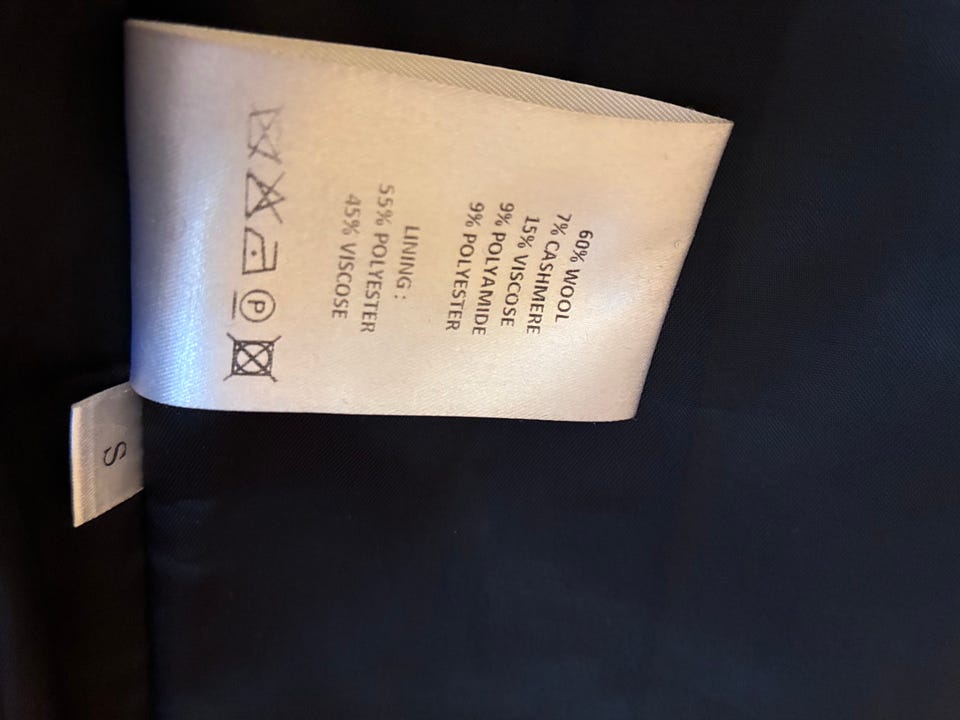 60% WOOL
7% CASHMERE
15% VISCOSE
9% POLYAMIDE
9% POLYESTER
LINING :
55% POLYESTER
45% VISCOSE
P
S